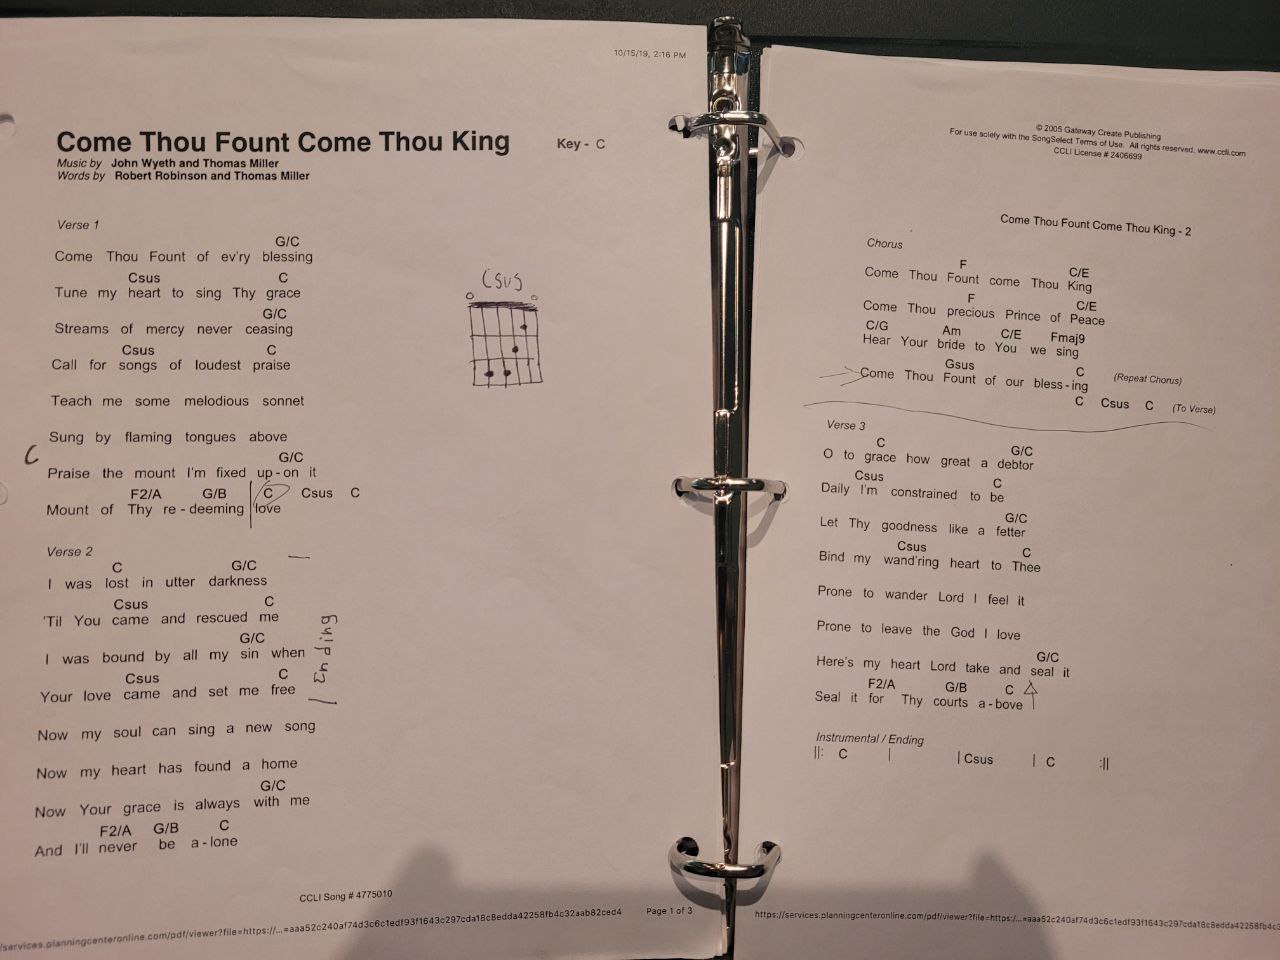 10/15/19, 2:16 PM
Come Thou Fount Come Thou King Key - C
Music by John Wyeth and Thomas Miller
Words by Robert Robinson and Thomas Miller
Verse 1
G/C
Come Thou Fount of ev'ry blessing
Csus C
Tune my heart to sing Thy grace
G/C
Streams of mercy never ceasing
Csus C
Call for songs of loudest praise
Teach me some melodious sonnet
Sung by flaming tongues above
C G/C
Praise the mount I'm fixed up - on it
F2/A G/B C Csus C
Mount of Thy re - deeming love
Csus
Verse 2
C G/C
I was lost in utter darkness
Csus C
'Til You came and rescued me
G/C
I was bound by all my sin when
Csus C
Your love came and set me free
Now my soul can sing a new song
Now my heart has found a home
G/C
Now Your grace is always with me
F2/A G/B C
And I'll never be a - lone
CCLI Song # 4775010
/services.planningcenteronline.com/pdf/viewer?file=https://...=aaa52c240af74d3c6c1edf93f1643c297cda18c8edda42258fb4c32aab82ced4 Page 1 of 3
© 2005 Gateway Create Publishing
For use solely with the SongSelect Terms of Use. All rights reserved. www.ccli.com
CCLI License # 2406699
Come Thou Fount Come Thou King - 2
Chorus
F C/E
Come Thou Fount come Thou King
F C/E
Come Thou precious Prince of Peace
C/G Am C/E Fmaj9
Hear Your bride to You we sing
Gsus C (Repeat Chorus)
Come Thou Fount of our bless - ing
C Csus C (To Verse)
Verse 3
C G/C
O to grace how great a debtor
Csus C
Daily I'm constrained to be
G/C
Let Thy goodness like a fetter
Csus C
Bind my wand'ring heart to Thee
Prone to wander Lord I feel it
Prone to leave the God I love
G/C
Here's my heart Lord take and seal it
F2/A G/B C
Seal it for Thy courts a - bove
Instrumental / Ending
||: C | | Csus | C :||
https://services.planningcenteronline.com/pdf/viewer?file=https://...=aaa52c240af74d3c6c1edf93f1643c297cda18c8edda42258fb4c3